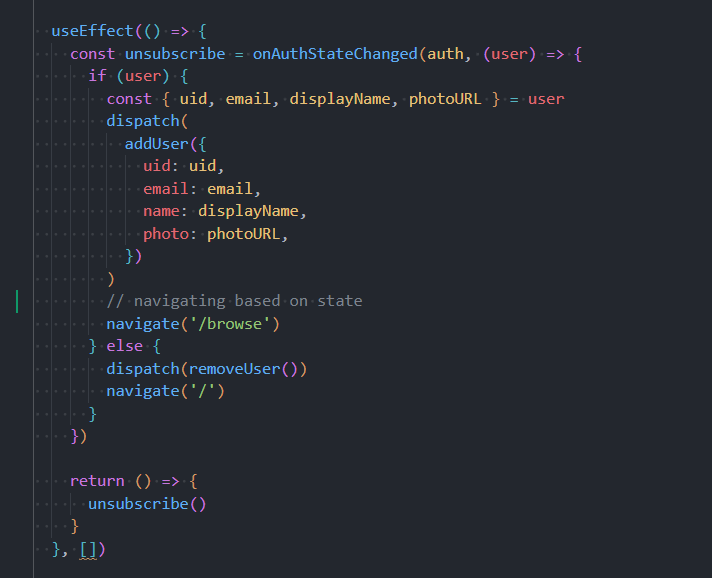 useEffect(() => {
const unsubscribe = onAuthStateChanged(auth, (user) => {
if (user) {
const { uid, email, displayName, photoURL } = user
dispatch(
addUser({
uid: uid,
email: email,
name: displayName,
photo: photoURL,
})
)
// navigating based on state
navigate('/browse')
} else {
dispatch(removeUser())
navigate('/')
}
})
return () => {
unsubscribe()
}
}, [])